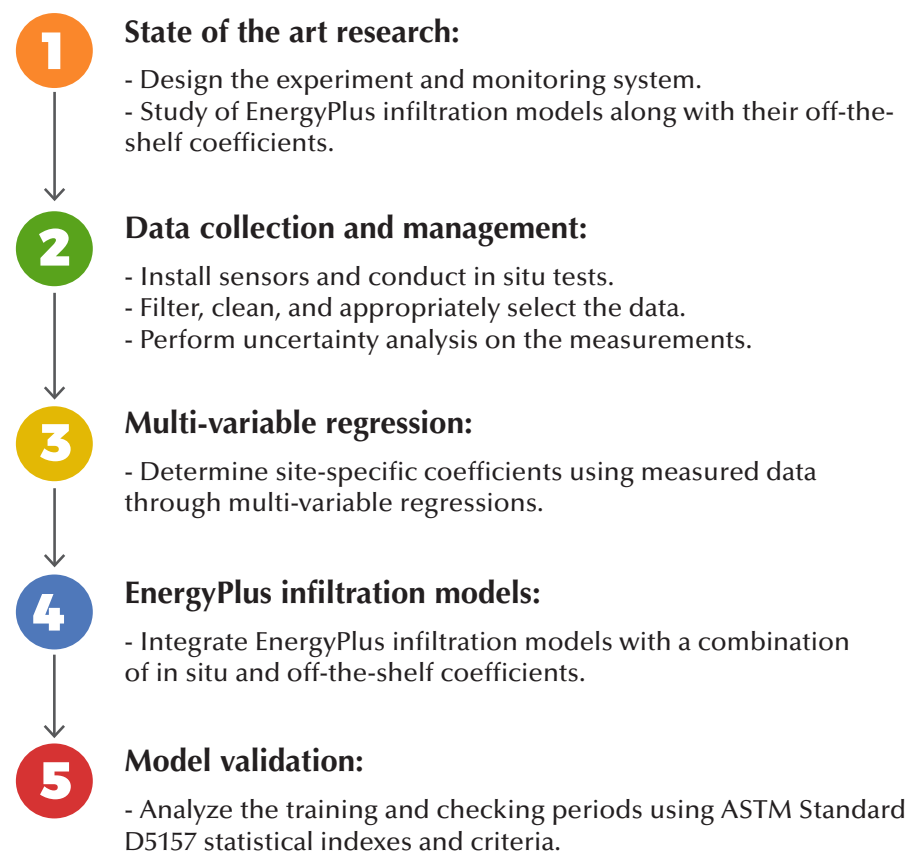 1
State of the art research:
- Design the experiment and monitoring system.
- Study of EnergyPlus infiltration models along with their off-the-
shelf coefficients.
2
Data collection and management:
- Install sensors and conduct in situ tests.
- Filter, clean, and appropriately select the data.
- Perform uncertainty analysis on the measurements.
3
Multi-variable regression:
- Determine site-specific coefficients using measured data
through multi-variable regressions.
4
EnergyPlus infiltration models:
- Integrate EnergyPlus infiltration models with a combination
of in situ and off-the-shelf coefficients.
5
Model validation:
- Analyze the training and checking periods using ASTM Standard
D5157 statistical indexes and criteria.